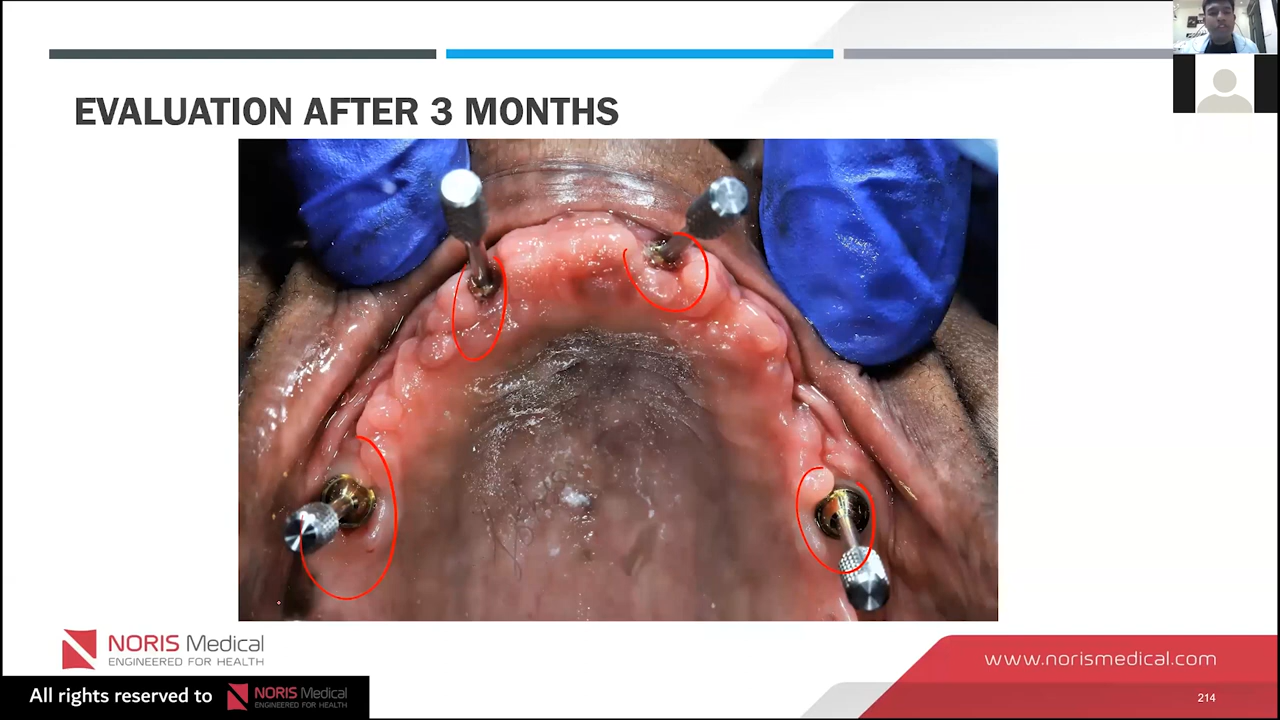 EVALUATION AFTER 3 MONTHS
NORIS Medical
ENGINEERED FOR HEALTH
www.norismedical.com
All rights reserved to NORIS Medical
ENGINEERED FOR HEALTH
214